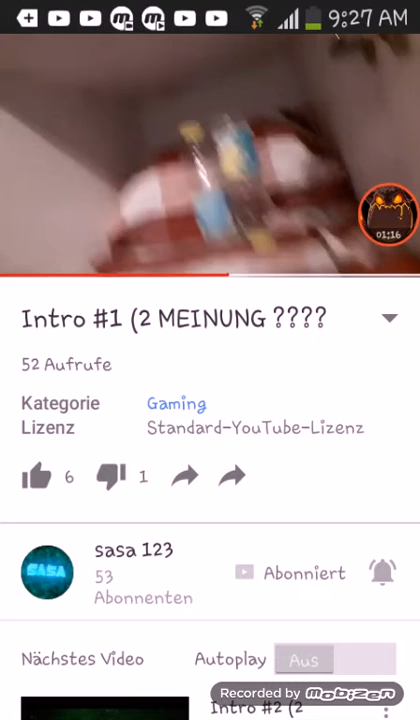 9:27 AM
01:16
Intro #1 (2 MEINUNG ????
52 Aufrufe
Kategorie Gaming
Lizenz Standard-YouTube-Lizenz
6 1
SASA
sasa 123
53
Abonnenten
Abonniert
Nächstes Video Autoplay Aus
Recorded by mobizen
Intro #2 (2